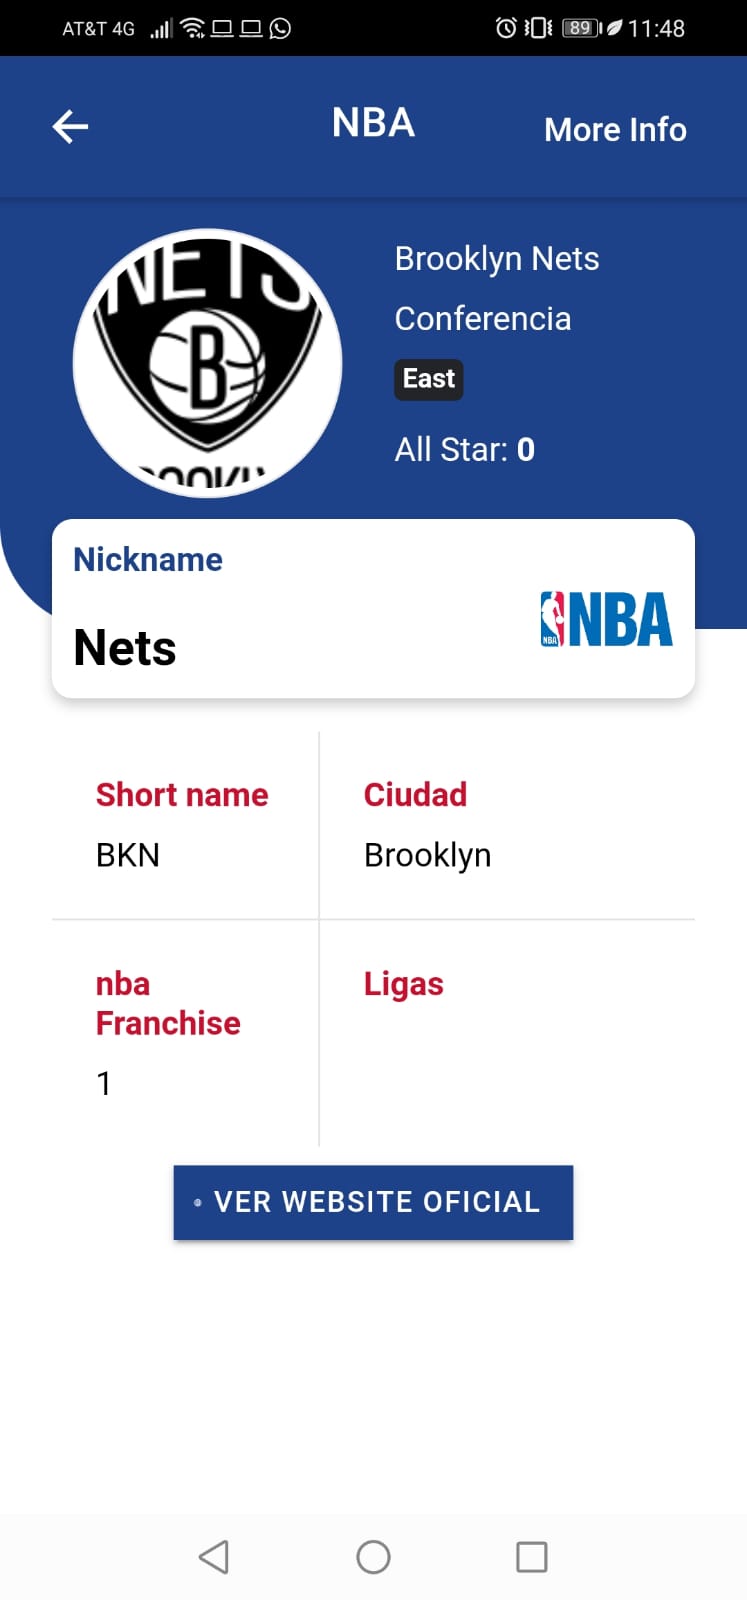 AT&T 4G 89 11:48
NBA More Info
NETS
B
Brooklyn Nets
Conferencia
East
All Star: 0
Nickname
Nets
NBA NBA
Short name
BKN
Ciudad
Brooklyn
nba
Franchise
1
Ligas
VER WEBSITE OFICIAL